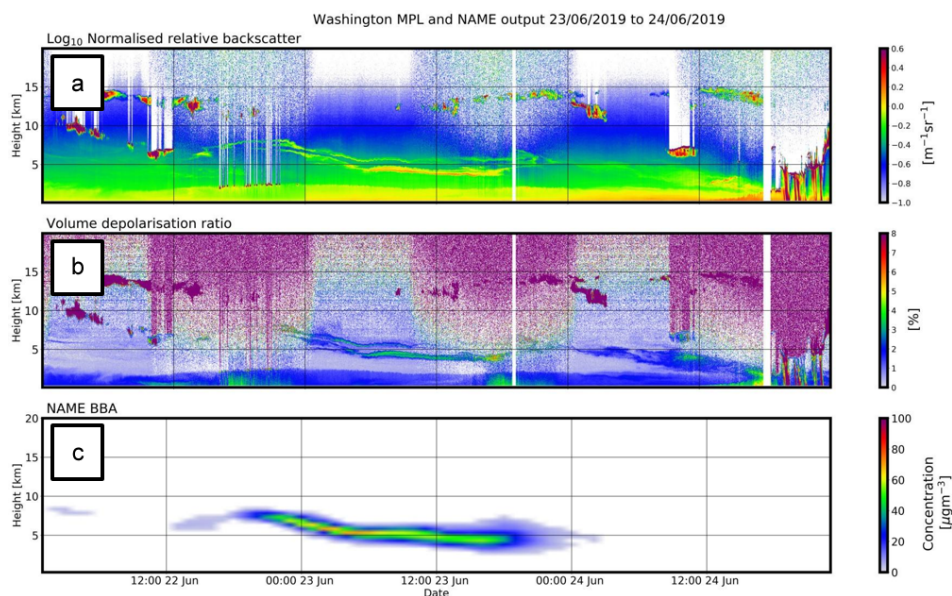 Washington MPL and NAME output 23/06/2019 to 24/06/2019
Log₁₀ Normalised relative backscatter
a
Height [km]
15
10
5
0.6
0.4
0.2
0.0
−0.2
−0.4
−0.6
−0.8
−1.0
[m⁻¹sr⁻¹]
Volume depolarisation ratio
b
Height [km]
15
10
5
8
7
6
5
4
3
2
1
0
[%]
NAME BBA
c
Height [km]
20
15
10
5
12:00 22 Jun
00:00 23 Jun
12:00 23 Jun
00:00 24 Jun
12:00 24 Jun
Date
100
80
60
40
20
0
Concentration
[μgm⁻³]